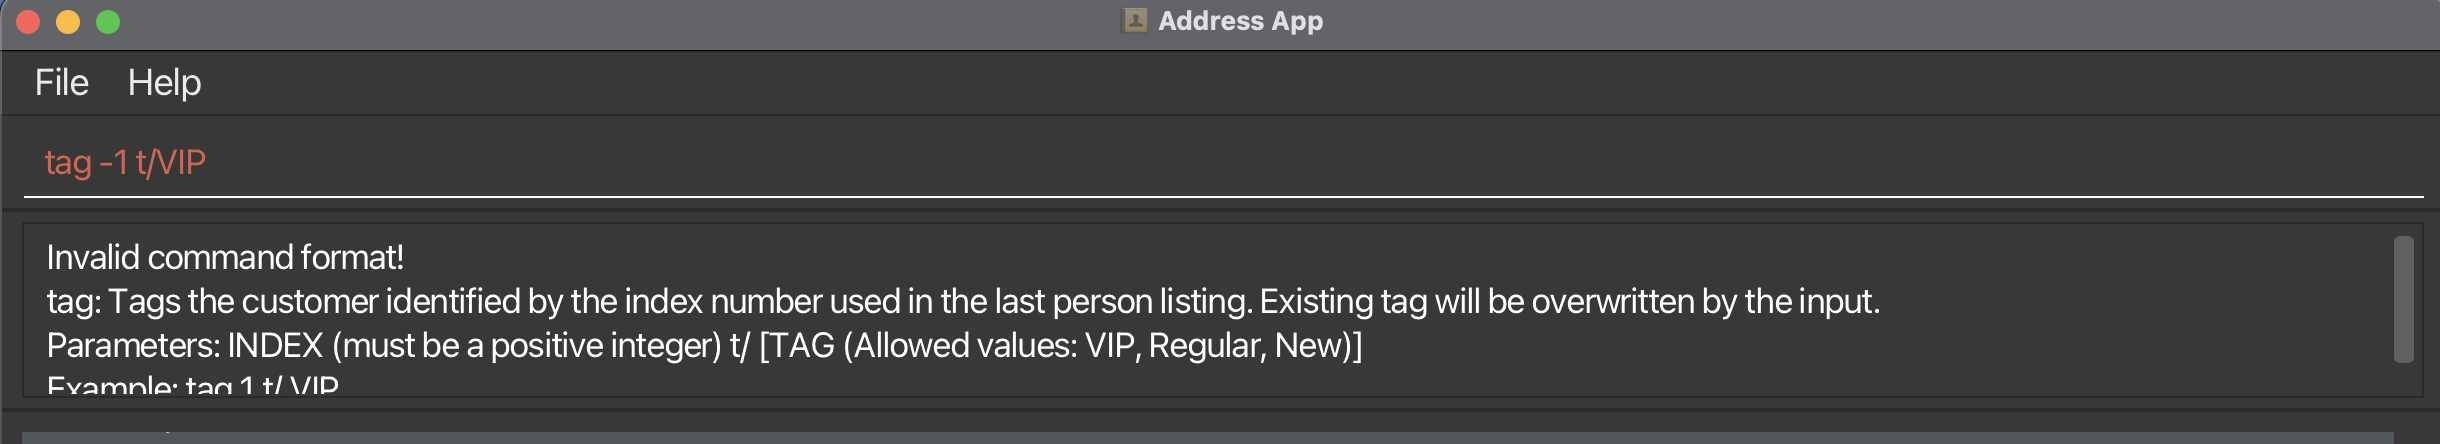 Address App
File Help
tag -1 t/VIP
Invalid command format!
tag: Tags the customer identified by the index number used in the last person listing. Existing tag will be overwritten by the input.
Parameters: INDEX (must be a positive integer) t/ [TAG (Allowed values: VIP, Regular, New)]
Example: tag 1 t/ VIP